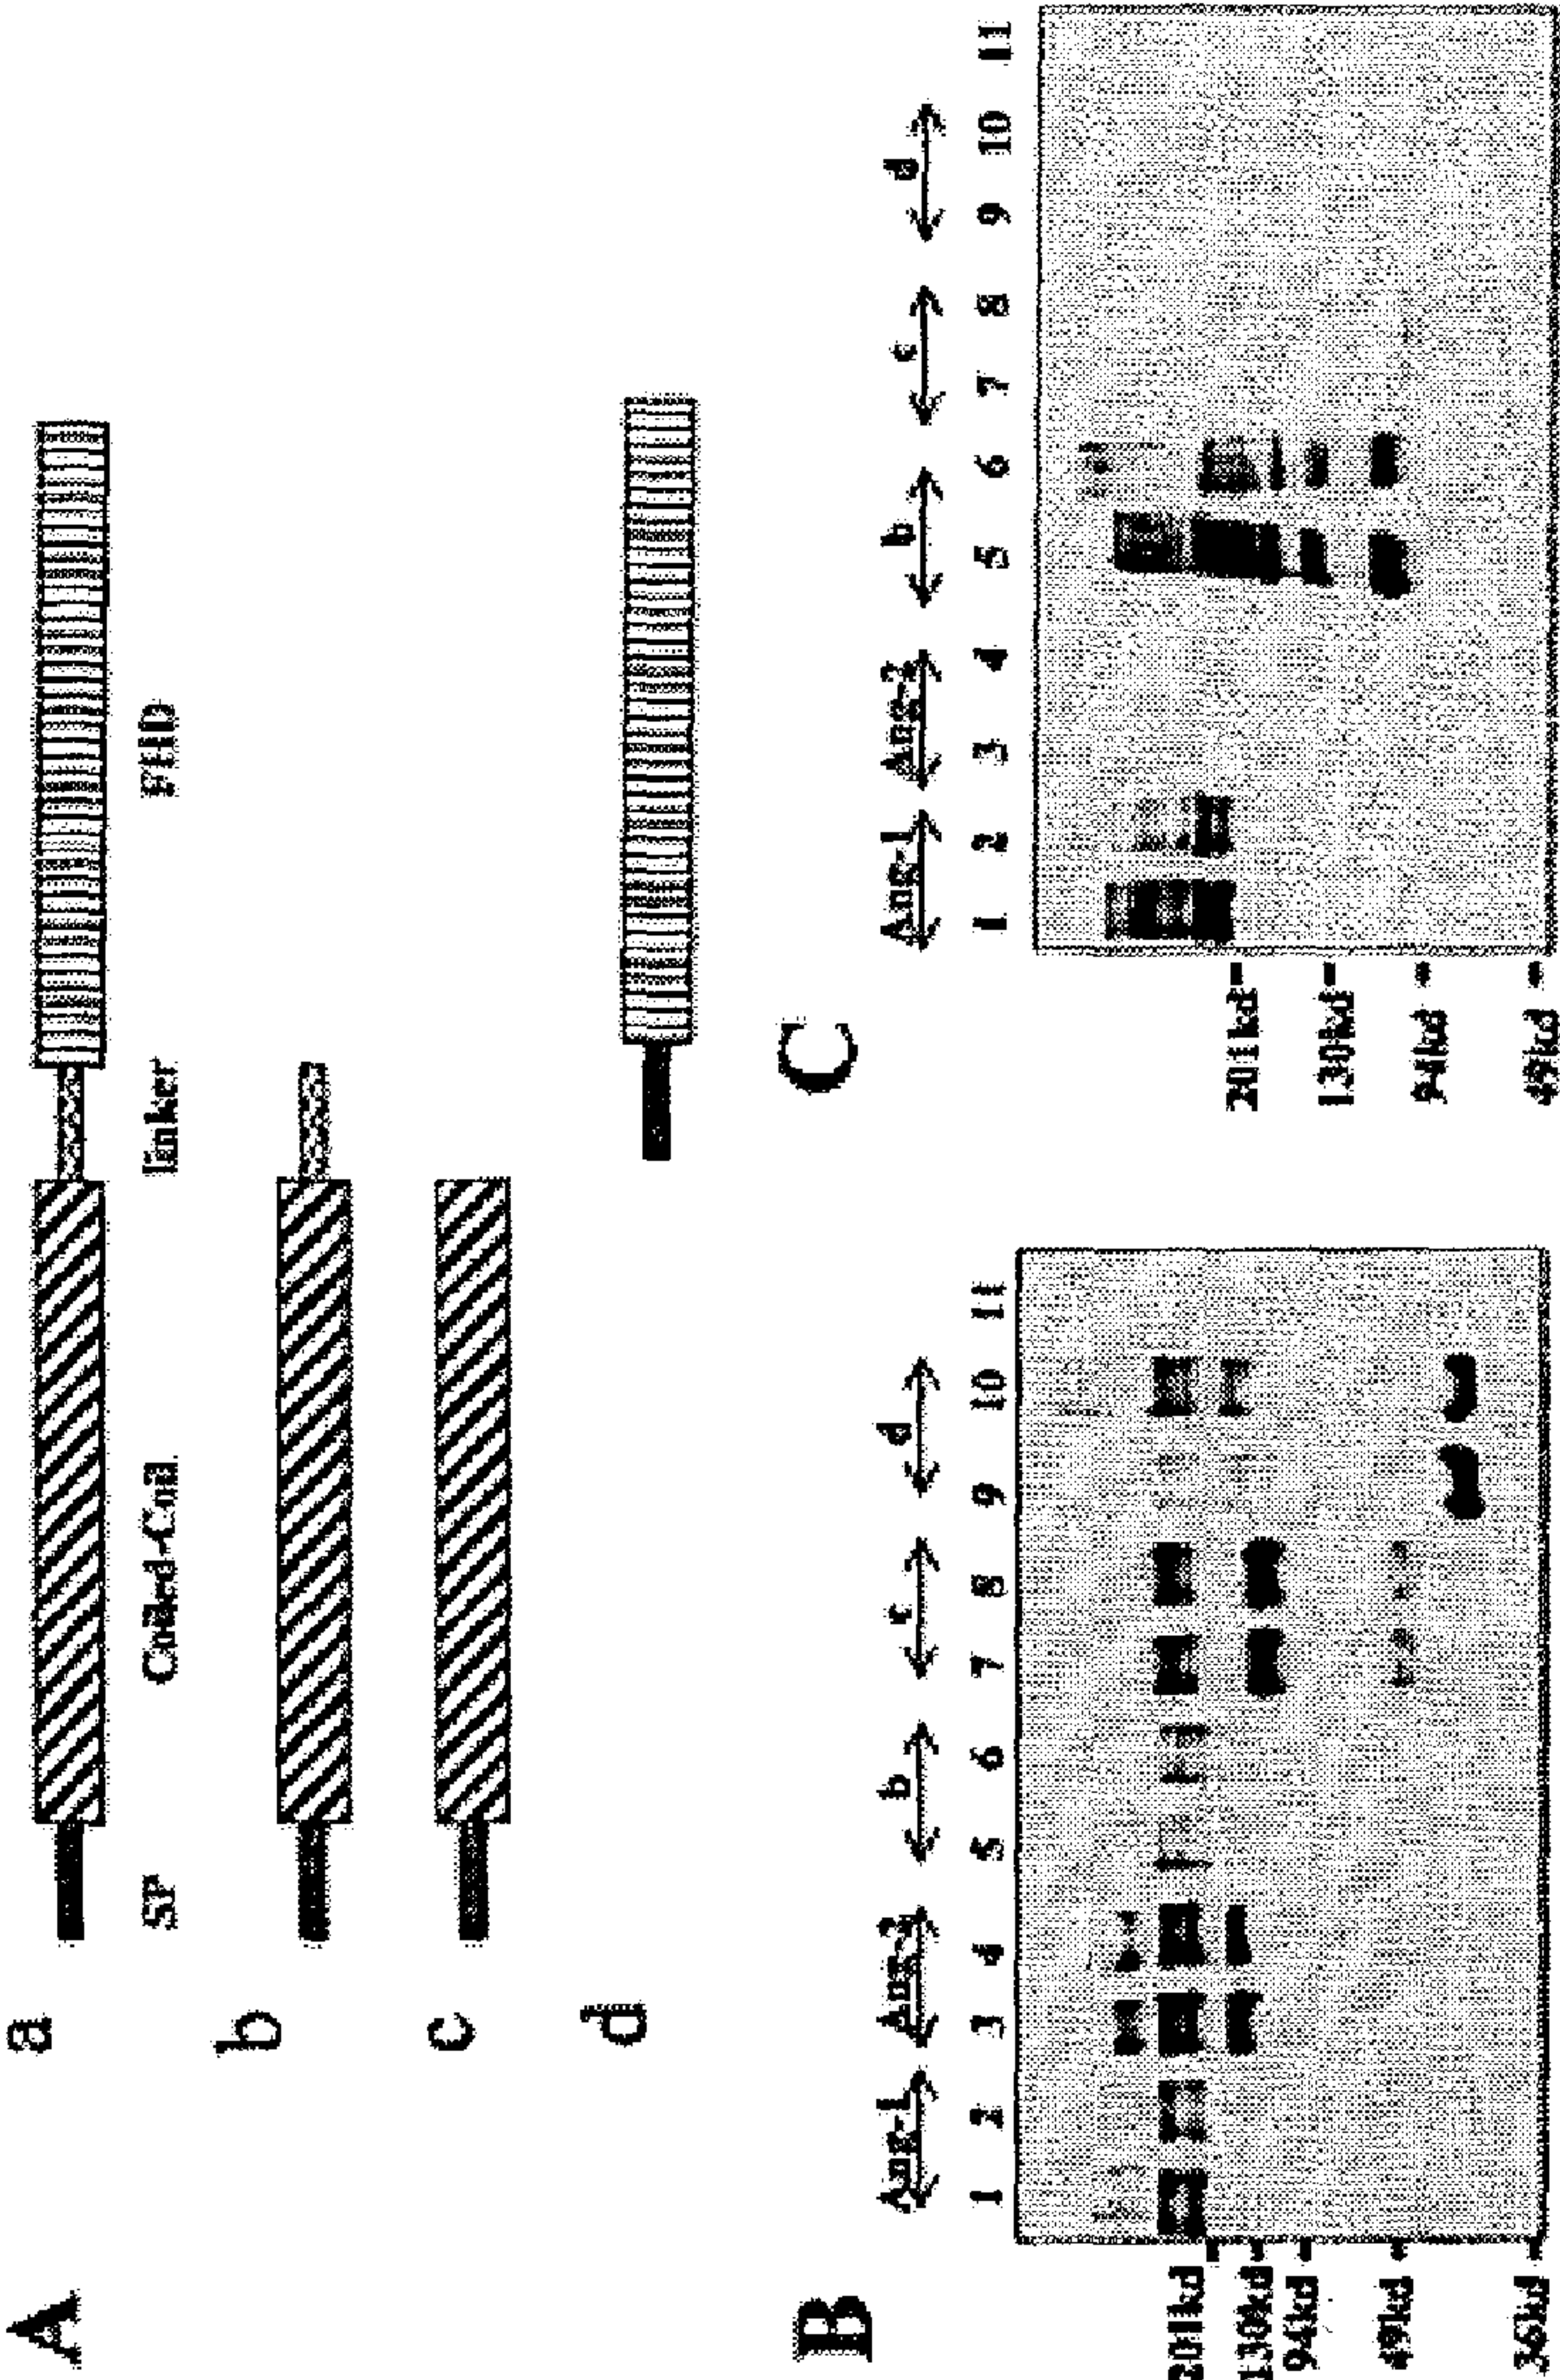 A
a
SP Coiled-Coil linker FHD
b
c
d
B
Ang-1 Ang-2 b c d
1 2 3 4 5 6 7 8 9 10 11
201kd
130kd
94kd
49kd
36kd
C
Ang-1 Ang-2 b c d
1 2 3 4 5 6 7 8 9 10 11
201kd
130kd
94kd
49kd